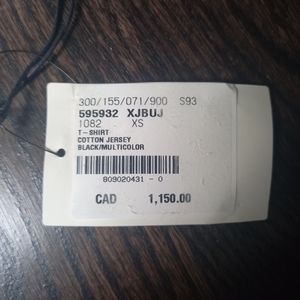 300/155/071/900 S93
595932 XJBUJ
1082 XS
T-SHIRT
COTTON JERSEY
BLACK/MULTICOLOR
809020431 - 0
CAD 1,150.00